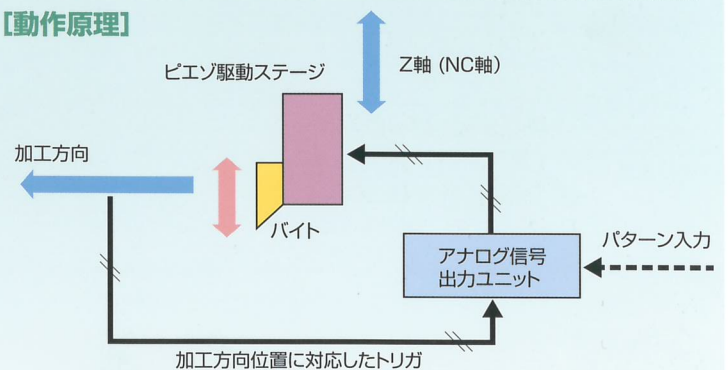 [動作原理]
Z軸 (NC軸)
ピエゾ駆動ステージ
加工方向
バイト
パターン入力
アナログ信号
出力ユニット
加工方向位置に対応したトリガ